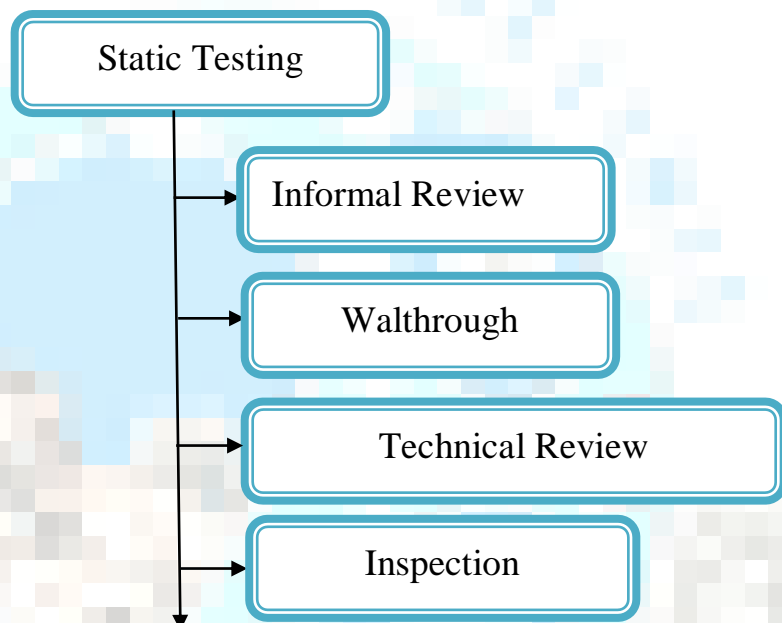 Static Testing
Informal Review
Walthrough
Technical Review
Inspection